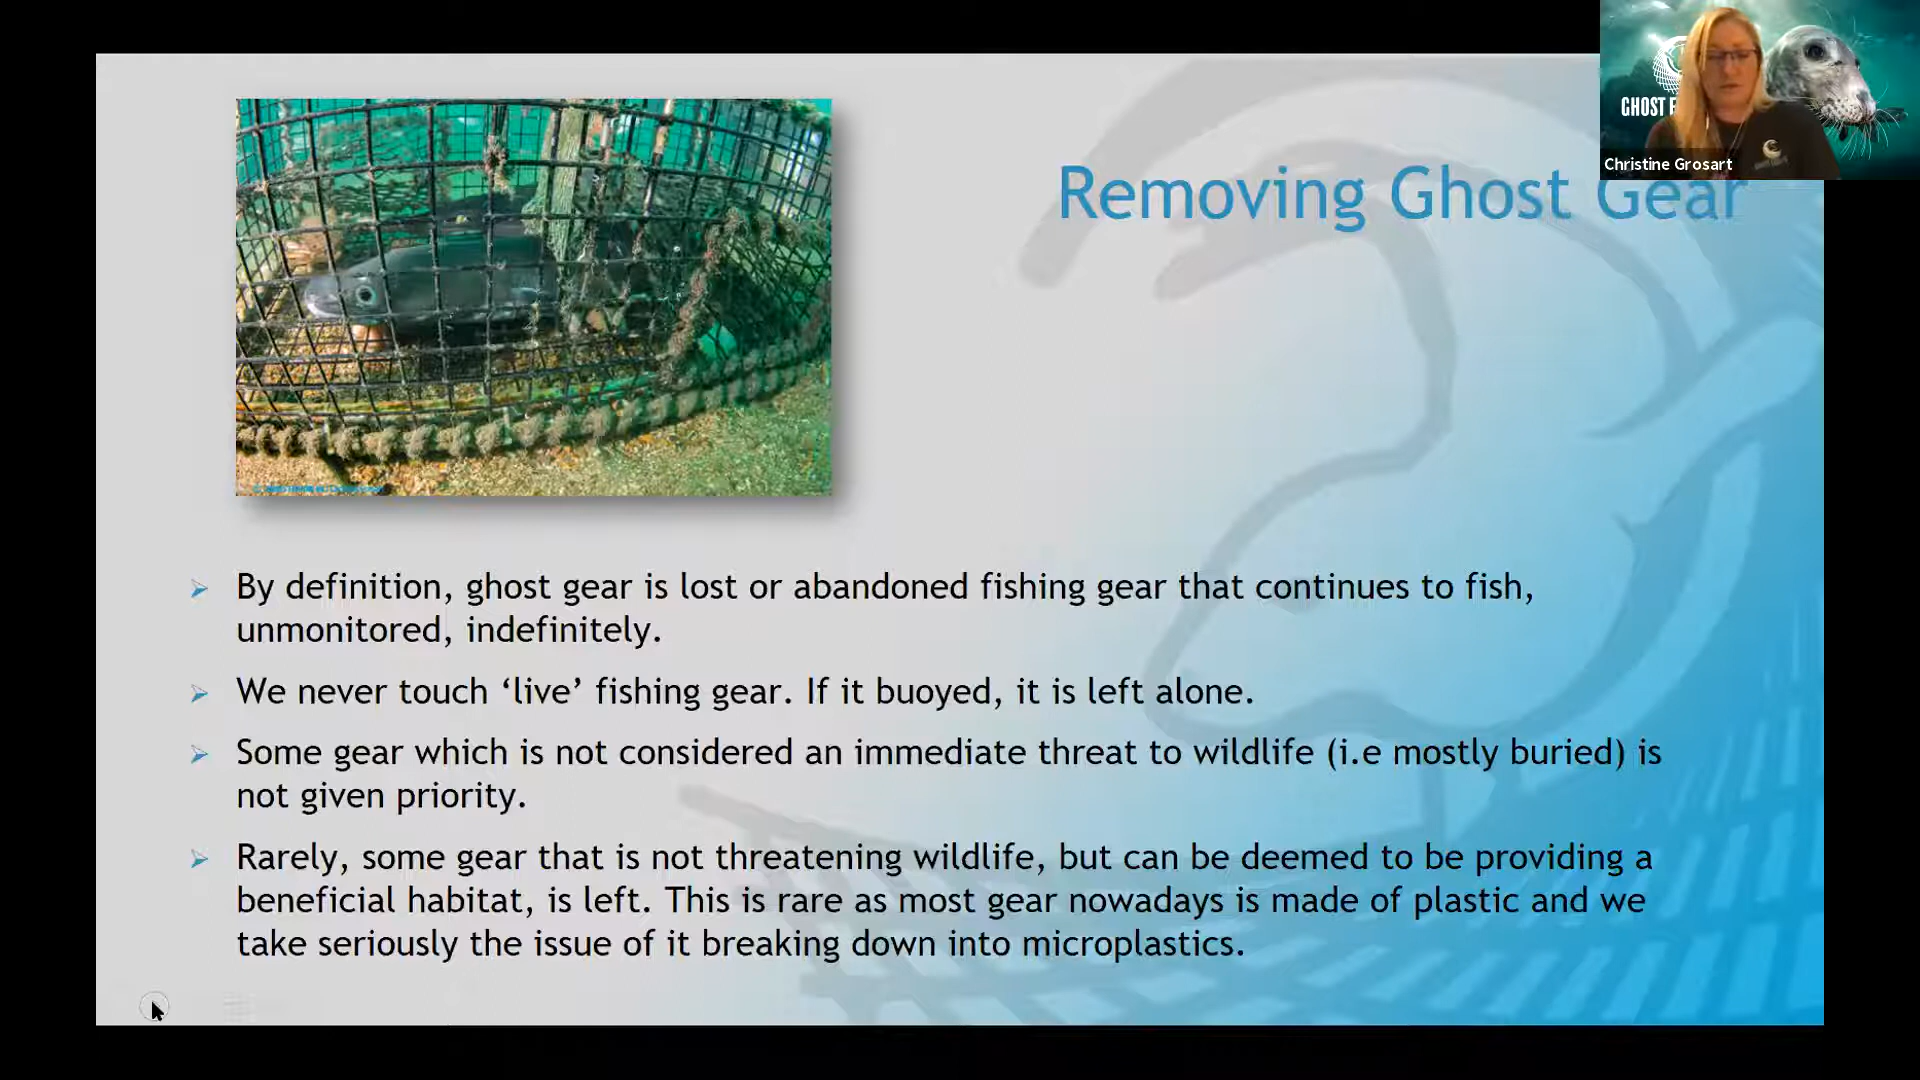 GHOST F
Christine Grosart
Removing Ghost Gear
By definition, ghost gear is lost or abandoned fishing gear that continues to fish,
unmonitored, indefinitely.
We never touch ‘live’ fishing gear. If it buoyed, it is left alone.
Some gear which is not considered an immediate threat to wildlife (i.e mostly buried) is
not given priority.
Rarely, some gear that is not threatening wildlife, but can be deemed to be providing a
beneficial habitat, is left. This is rare as most gear nowadays is made of plastic and we
take seriously the issue of it breaking down into microplastics.